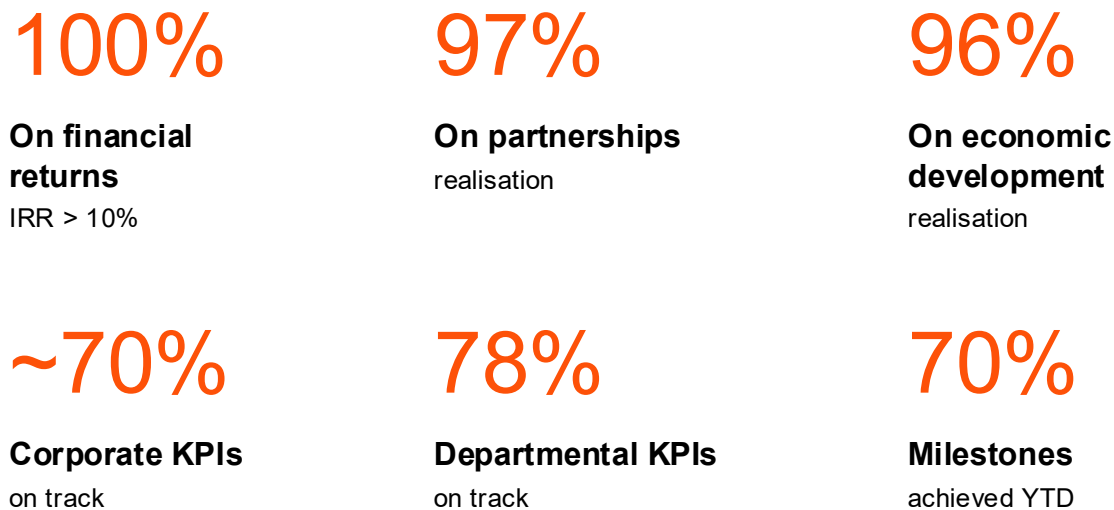 100%
On financial
returns
IRR > 10%
97%
On partnerships
realisation
96%
On economic
development
realisation
~70%
Corporate KPIs
on track
78%
Departmental KPIs
on track
70%
Milestones
achieved YTD